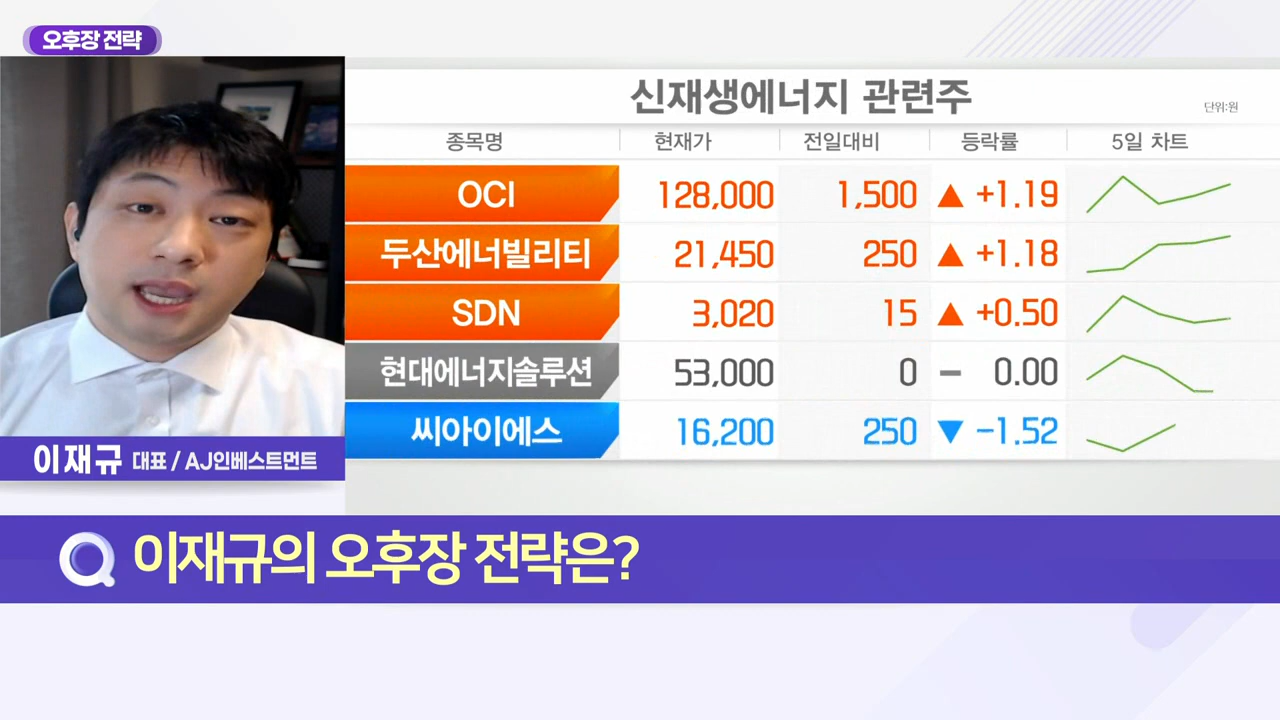 오후장 전략
신재생에너지 관련주
단위:원
종목명 현재가 전일대비 등락률 5일 차트
OCI 128,000 1,500 ▲ +1.19
두산에너빌리티 21,450 250 ▲ +1.18
SDN 3,020 15 ▲ +0.50
현대에너지솔루션 53,000 0 − 0.00
씨아이에스 16,200 250 ▼ −1.52
이재규 대표 / AJ인베스트먼트
이재규의 오후장 전략은?